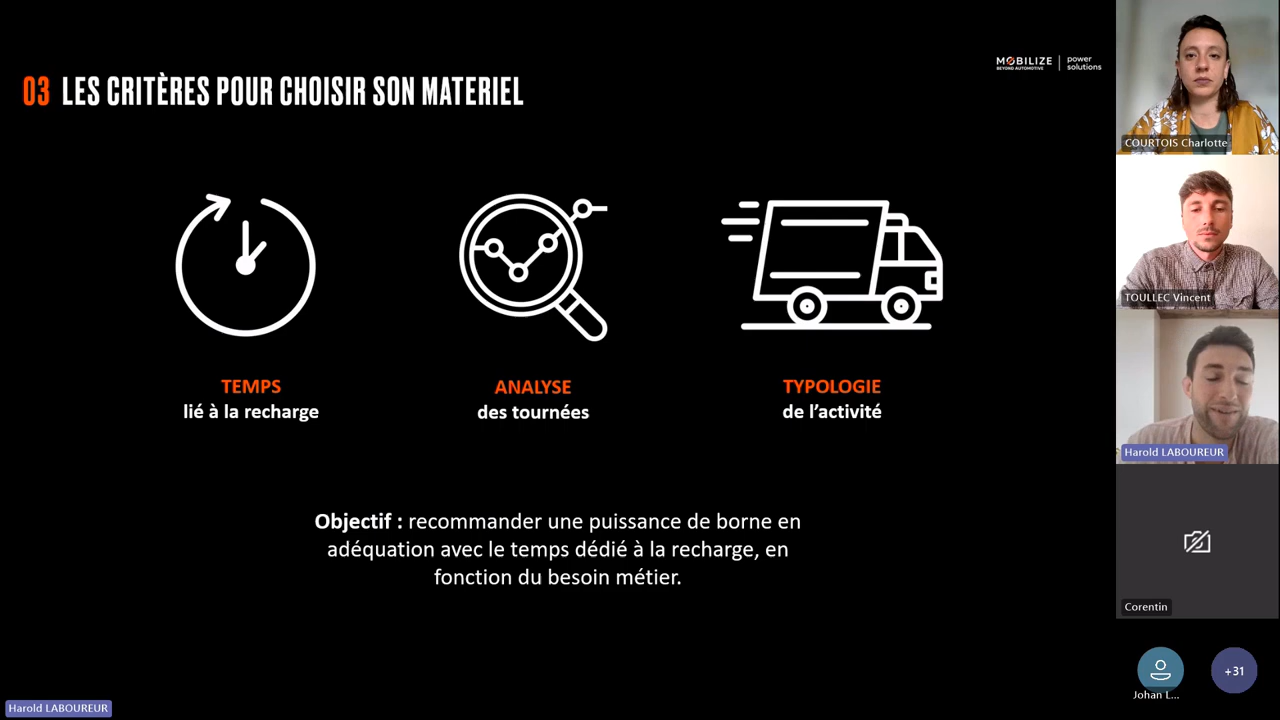 03 LES CRITÈRES POUR CHOISIR SON MATERIEL
MOBILIZE
BEYOND AUTOMOTIVE
power
solutions
TEMPS
lié à la recharge
ANALYSE
des tournées
TYPOLOGIE
de l’activité
Objectif : recommander une puissance de borne en
adéquation avec le temps dédié à la recharge, en
fonction du besoin métier.
Harold LABOUREUR
COURTOIS Charlotte
TOULLEC Vincent
Harold LABOUREUR
Corentin
Johan L...
+31